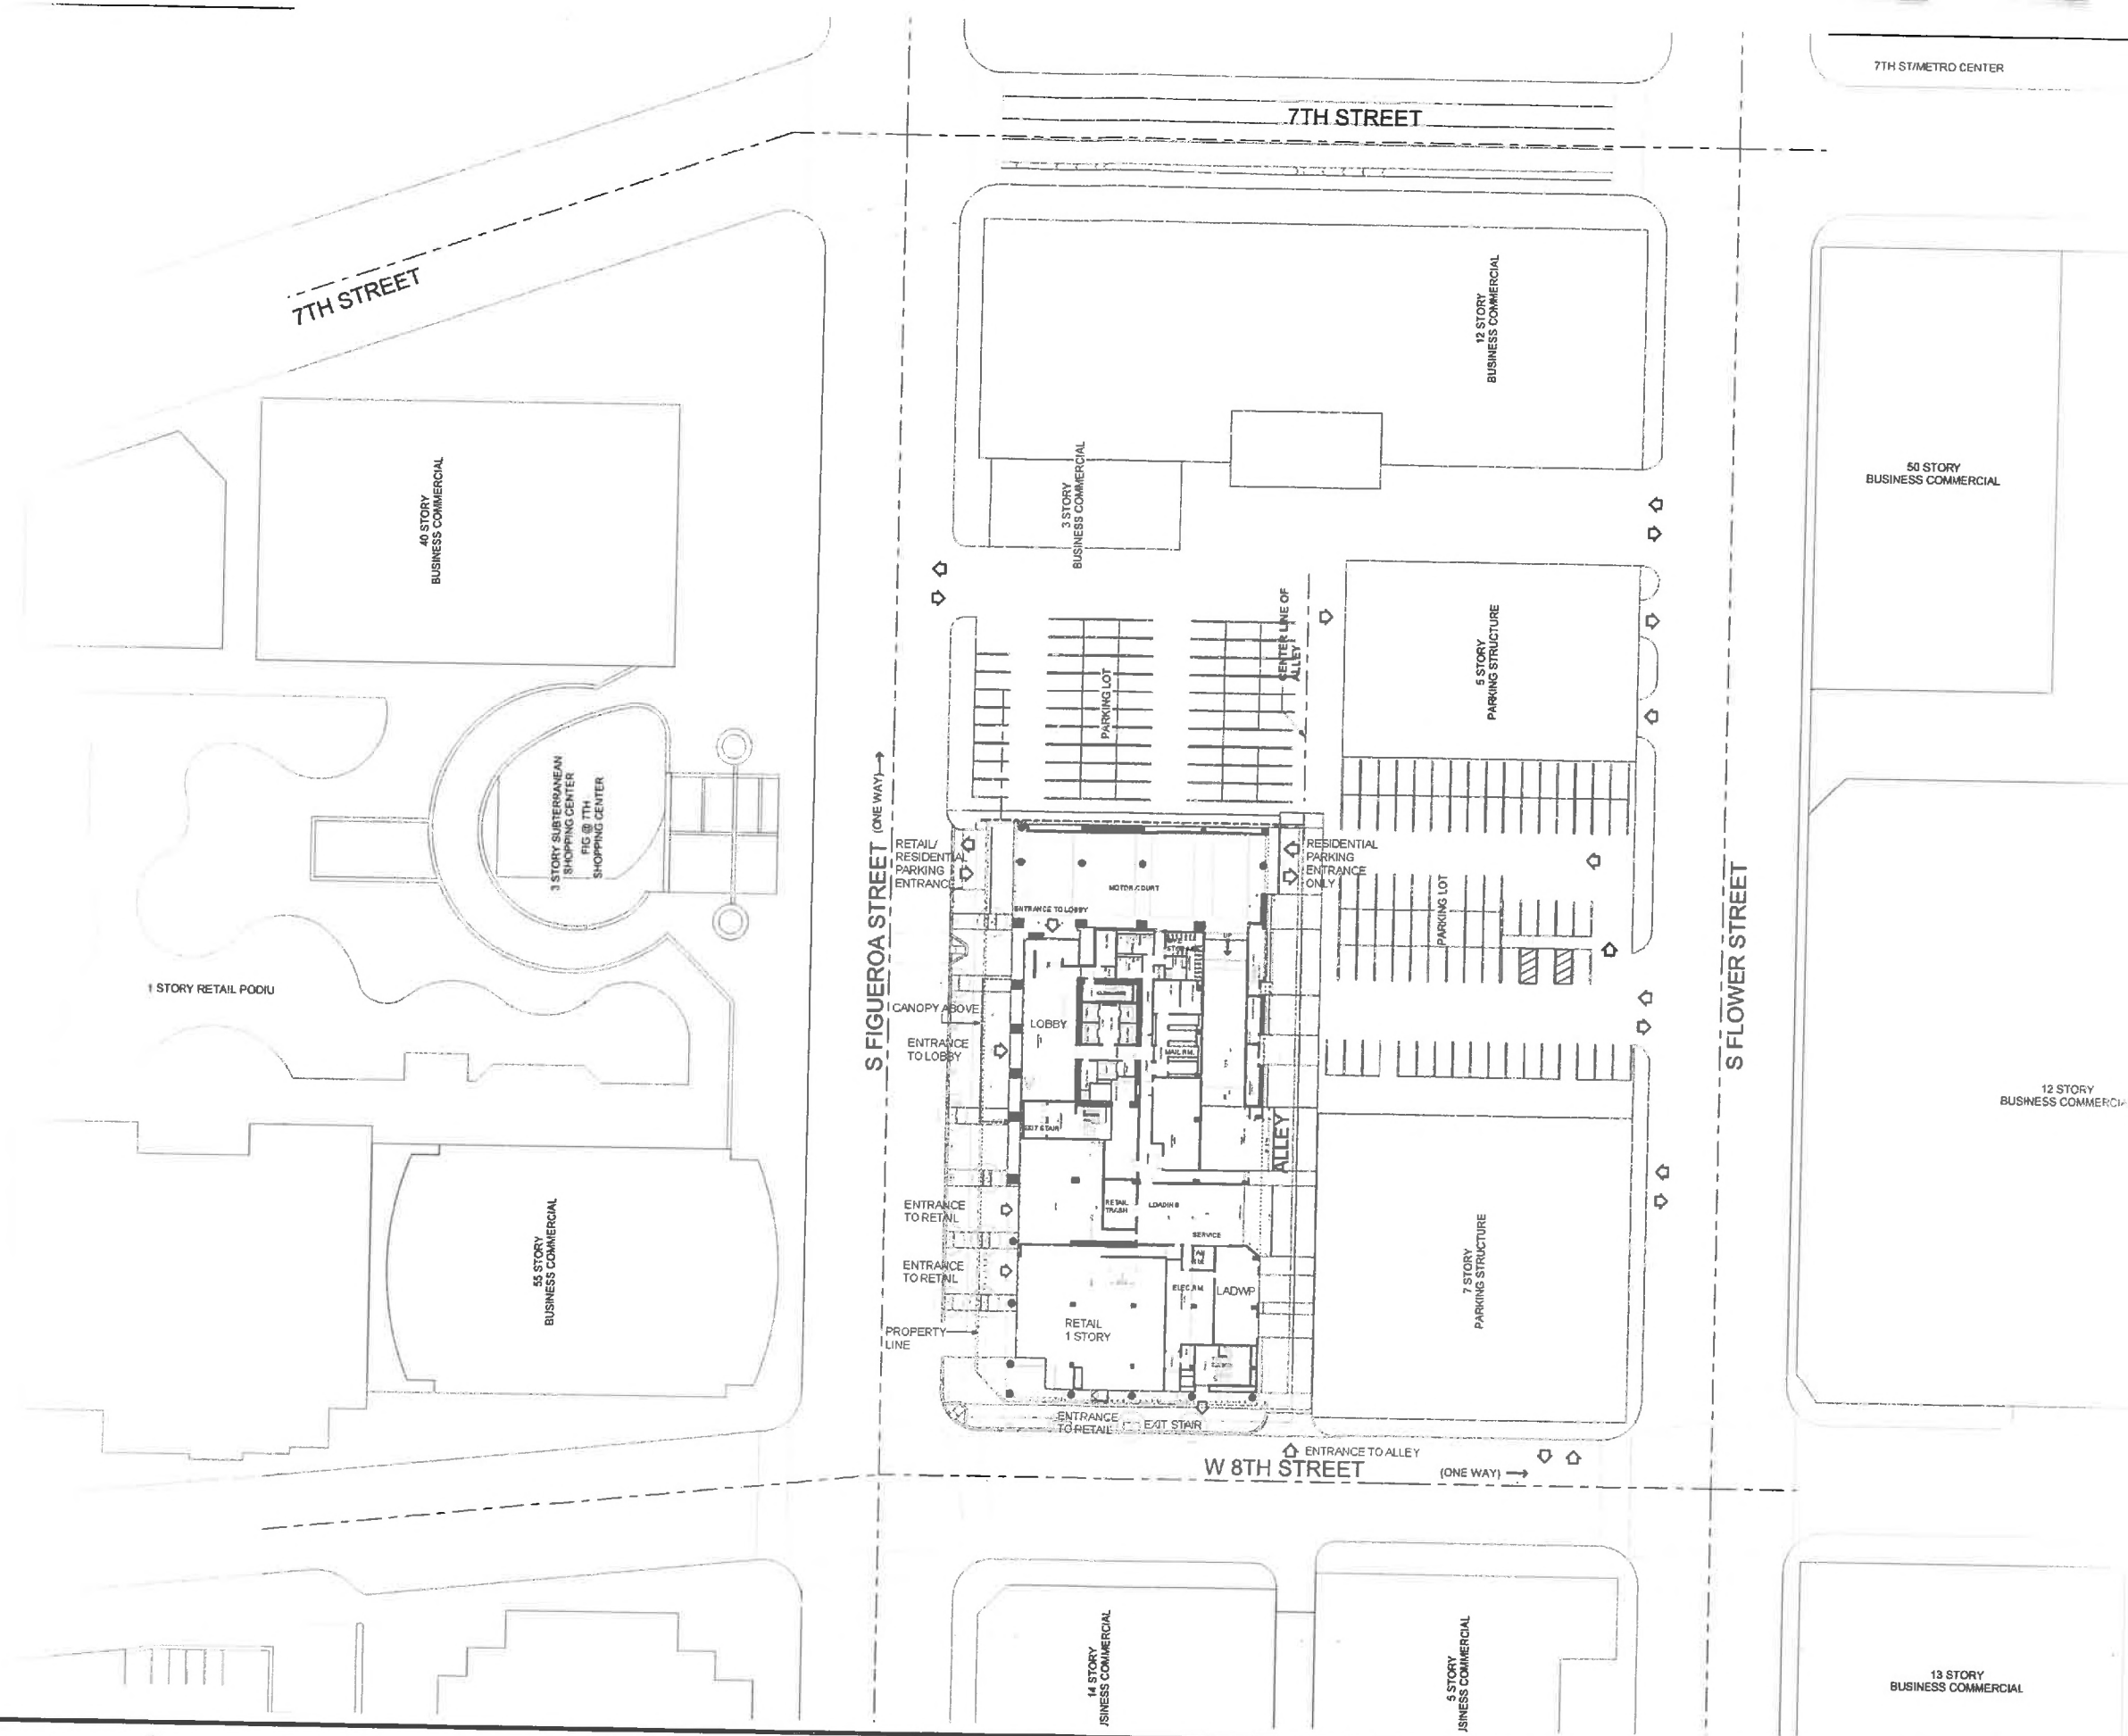 7TH ST/METRO CENTER
7TH STREET
7TH STREET
12 STORY
BUSINESS COMMERCIAL
40 STORY
BUSINESS COMMERCIAL
3 STORY
BUSINESS COMMERCIAL
50 STORY
BUSINESS COMMERCIAL
CENTER LINE OF
ALLEY
5 STORY
PARKING STRUCTURE
PARKING LOT
3 STORY SUBTERRANEAN
SHOPPING CENTER
FIG @ 7TH
SHOPPING CENTER
S FIGUEROA STREET (ONE WAY)
RETAIL/
RESIDENTIAL
PARKING
ENTRANCE
RESIDENTIAL
PARKING
ENTRANCE
ONLY
MOTOR COURT
ENTRANCE TO LOBBY
UP
PARKING LOT
S FLOWER STREET
1 STORY RETAIL PODIU
CANOPY ABOVE
LOBBY
ENTRANCE
TO LOBBY
MAIL RM.
12 STORY
BUSINESS COMMERCIA
EXIT STAIR
ALLEY
ENTRANCE
TO RETAIL
RETAIL
TRASH
LOADING
SERVICE
55 STORY
BUSINESS COMMERCIAL
ENTRANCE
TO RETAIL
ELEC. RM.
LADWP
7 STORY
PARKING STRUCTURE
PROPERTY
LINE
RETAIL
1 STORY
ENTRANCE
TO RETAIL
EXIT STAIR
ENTRANCE TO ALLEY
W 8TH STREET
(ONE WAY)
14 STORY
JSINESS COMMERCIAL
5 STORY
JSINESS COMMERCIAL
13 STORY
BUSINESS COMMERCIAL